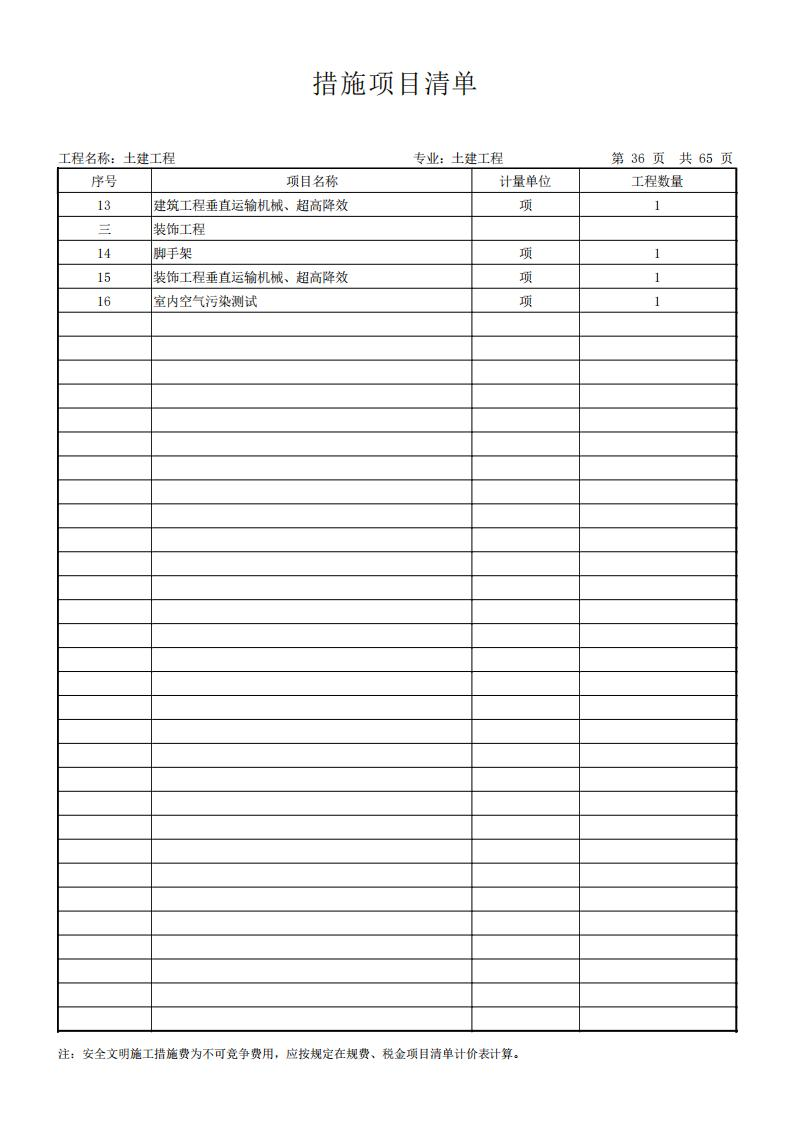 措施项目清单
工程名称：土建工程 专业：土建工程 第 36 页 共 65 页
序号 项目名称 计量单位 工程数量
13 建筑工程垂直运输机械、超高降效 项 1
三 装饰工程
14 脚手架 项 1
15 装饰工程垂直运输机械、超高降效 项 1
16 室内空气污染测试 项 1
注：安全文明施工措施费为不可竞争费用，应按规定在规费、税金项目清单计价表计算。